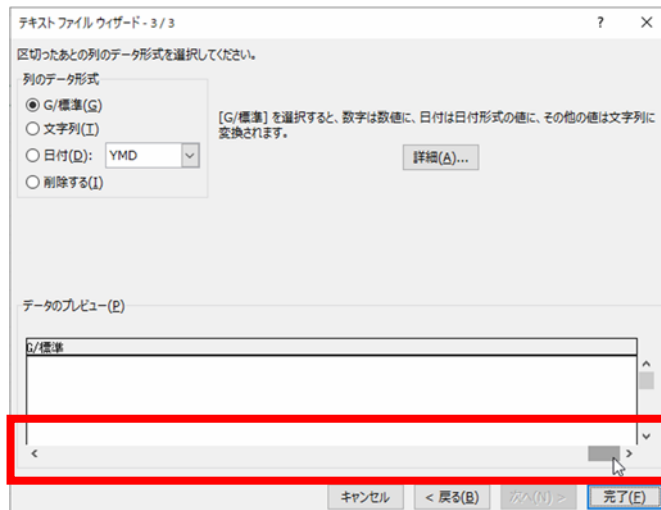 テキスト ファイル ウィザード - 3 / 3
区切ったあとの列のデータ形式を選択してください。
列のデータ形式
G/標準(G)
文字列(T)
日付(D): YMD
削除する(I)
[G/標準] を選択すると、数字は数値に、日付は日付形式の値に、その他の値は文字列に
変換されます。
詳細(A)...
データのプレビュー(P)
G/標準
キャンセル
< 戻る(B)
次へ(N) >
完了(F)